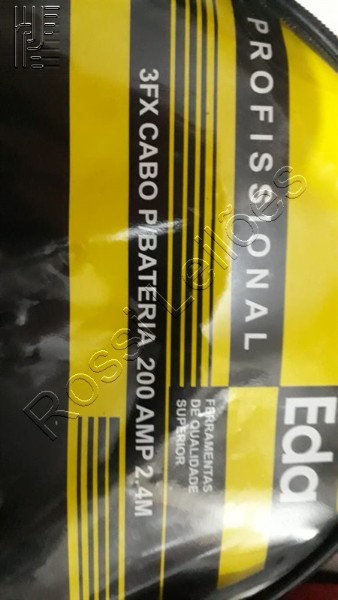 PROFISSIONAL
Eda
FERRAMENTAS
DE QUALIDADE
SUPERIOR
3FX CABO P/BATERIA 200 AMP 2.4M
Rossi Leilões